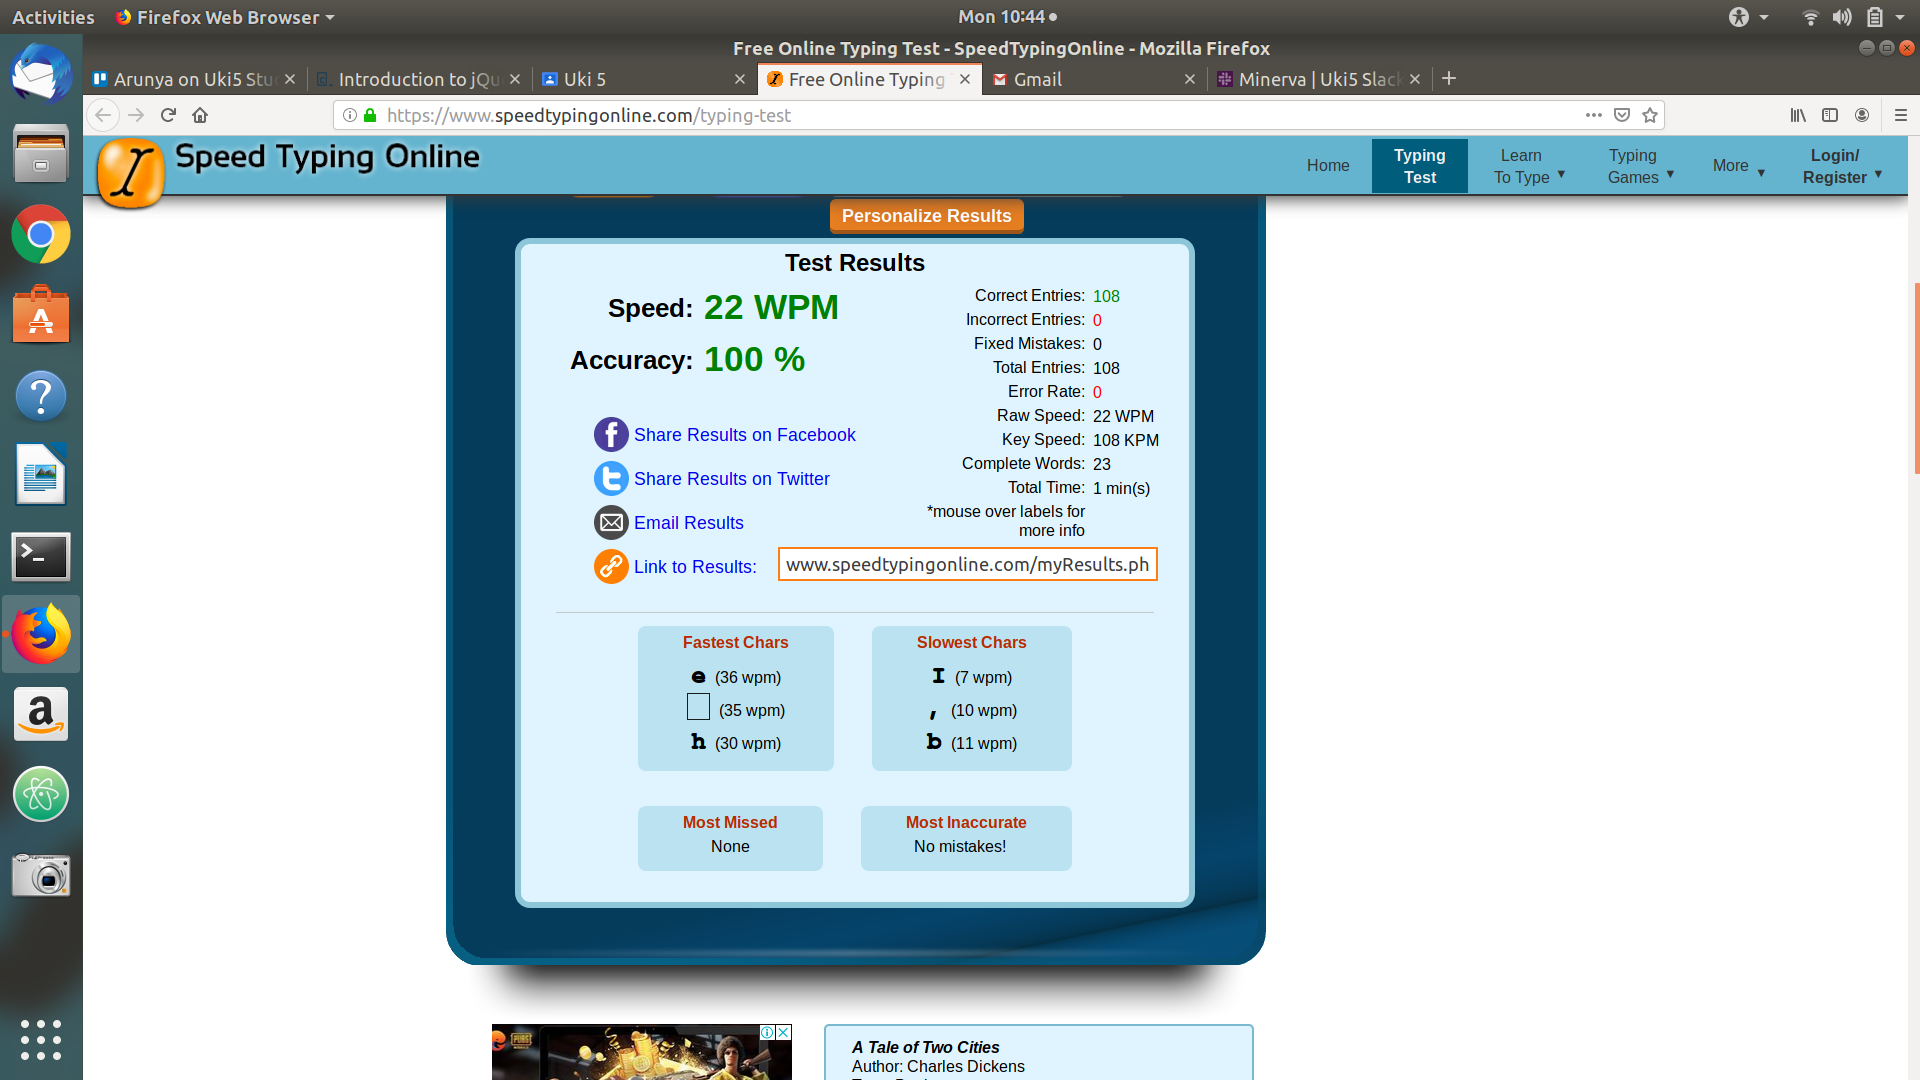 Activities
Firefox Web Browser
Mon 10:44
Free Online Typing Test - SpeedTypingOnline - Mozilla Firefox
Arunya on Uki5 Stu
Introduction to jQu
Uki 5
Free Online Typing
Gmail
Minerva | Uki5 Slac
https://www.speedtypingonline.com/typing-test
Speed Typing Online
Home
Typing
Test
Learn
To Type
Typing
Games
More
Login/
Register
Personalize Results
Test Results
Speed: 22 WPM
Accuracy: 100 %
Share Results on Facebook
Share Results on Twitter
Email Results
Link to Results: www.speedtypingonline.com/myResults.ph
Correct Entries: 108
Incorrect Entries: 0
Fixed Mistakes: 0
Total Entries: 108
Error Rate: 0
Raw Speed: 22 WPM
Key Speed: 108 KPM
Complete Words: 23
Total Time: 1 min(s)
*mouse over labels for
more info
Fastest Chars
e (36 wpm)
(35 wpm)
h (30 wpm)
Slowest Chars
I (7 wpm)
, (10 wpm)
b (11 wpm)
Most Missed
None
Most Inaccurate
No mistakes!
A Tale of Two Cities
Author: Charles Dickens